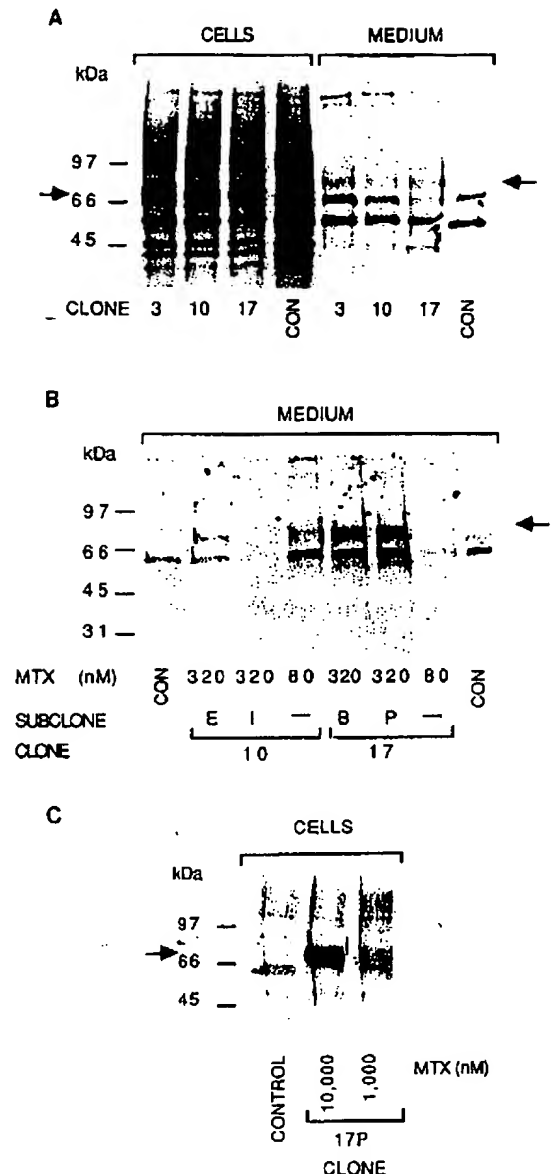 A
CELLS MEDIUM
kDa
97
66
45
CLONE 3 10 17 CON 3 10 17 CON
B
MEDIUM
kDa
97
66
45
31
MTX (nM) CON 320 320 80 320 320 80 CON
SUBCLONE E I — B P —
CLONE 10 17
C
CELLS
kDa
97
66
45
CONTROL 10,000 1,000 MTX (nM)
17P
CLONE